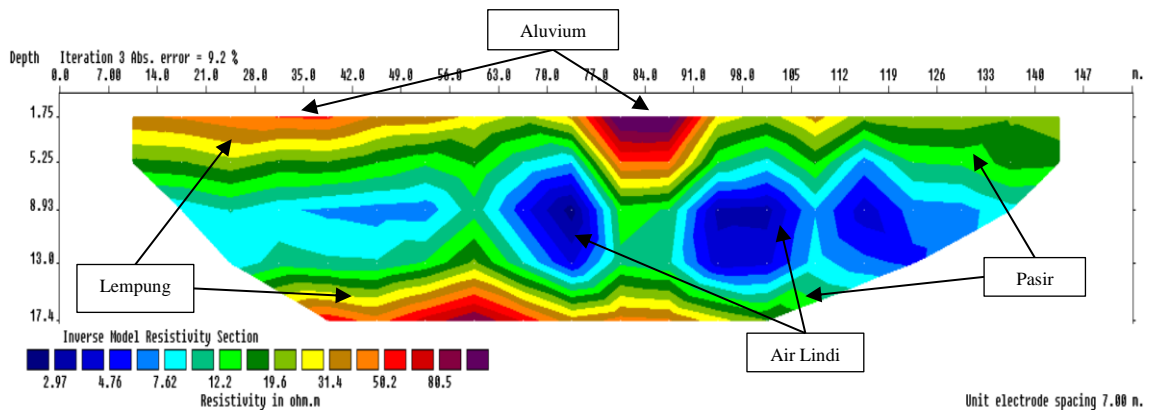 Aluvium
Depth Iteration 3 Abs. error = 9.2 %
0.0 7.00 14.0 21.0 28.0 35.0 42.0 49.0 56.0 63.0 70.0 77.0 84.0 91.0 98.0 105 112 119 126 133 140 147 m.
1.75
5.25
8.93
13.0
17.4
Lempung
Pasir
Air Lindi
Inverse Model Resistivity Section
2.97 4.76 7.62 12.2 19.6 31.4 50.2 80.5
Resistivity in ohm.m
Unit electrode spacing 7.00 m.